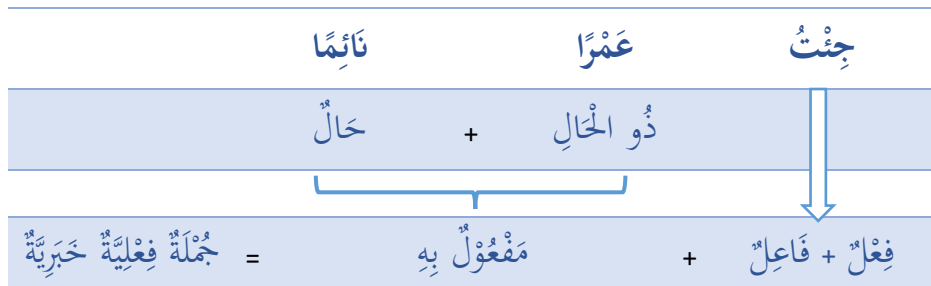 جِئْتُ عَمْرًا نَائِمًا
ذُو الْحَالِ + حَالٌ
فِعْلٌ + فَاعِلٌ + مَفْعُوْلٌ بِهِ = جُمْلَةٌ فِعْلِيَّةٌ خَبَرِيَّةٌ